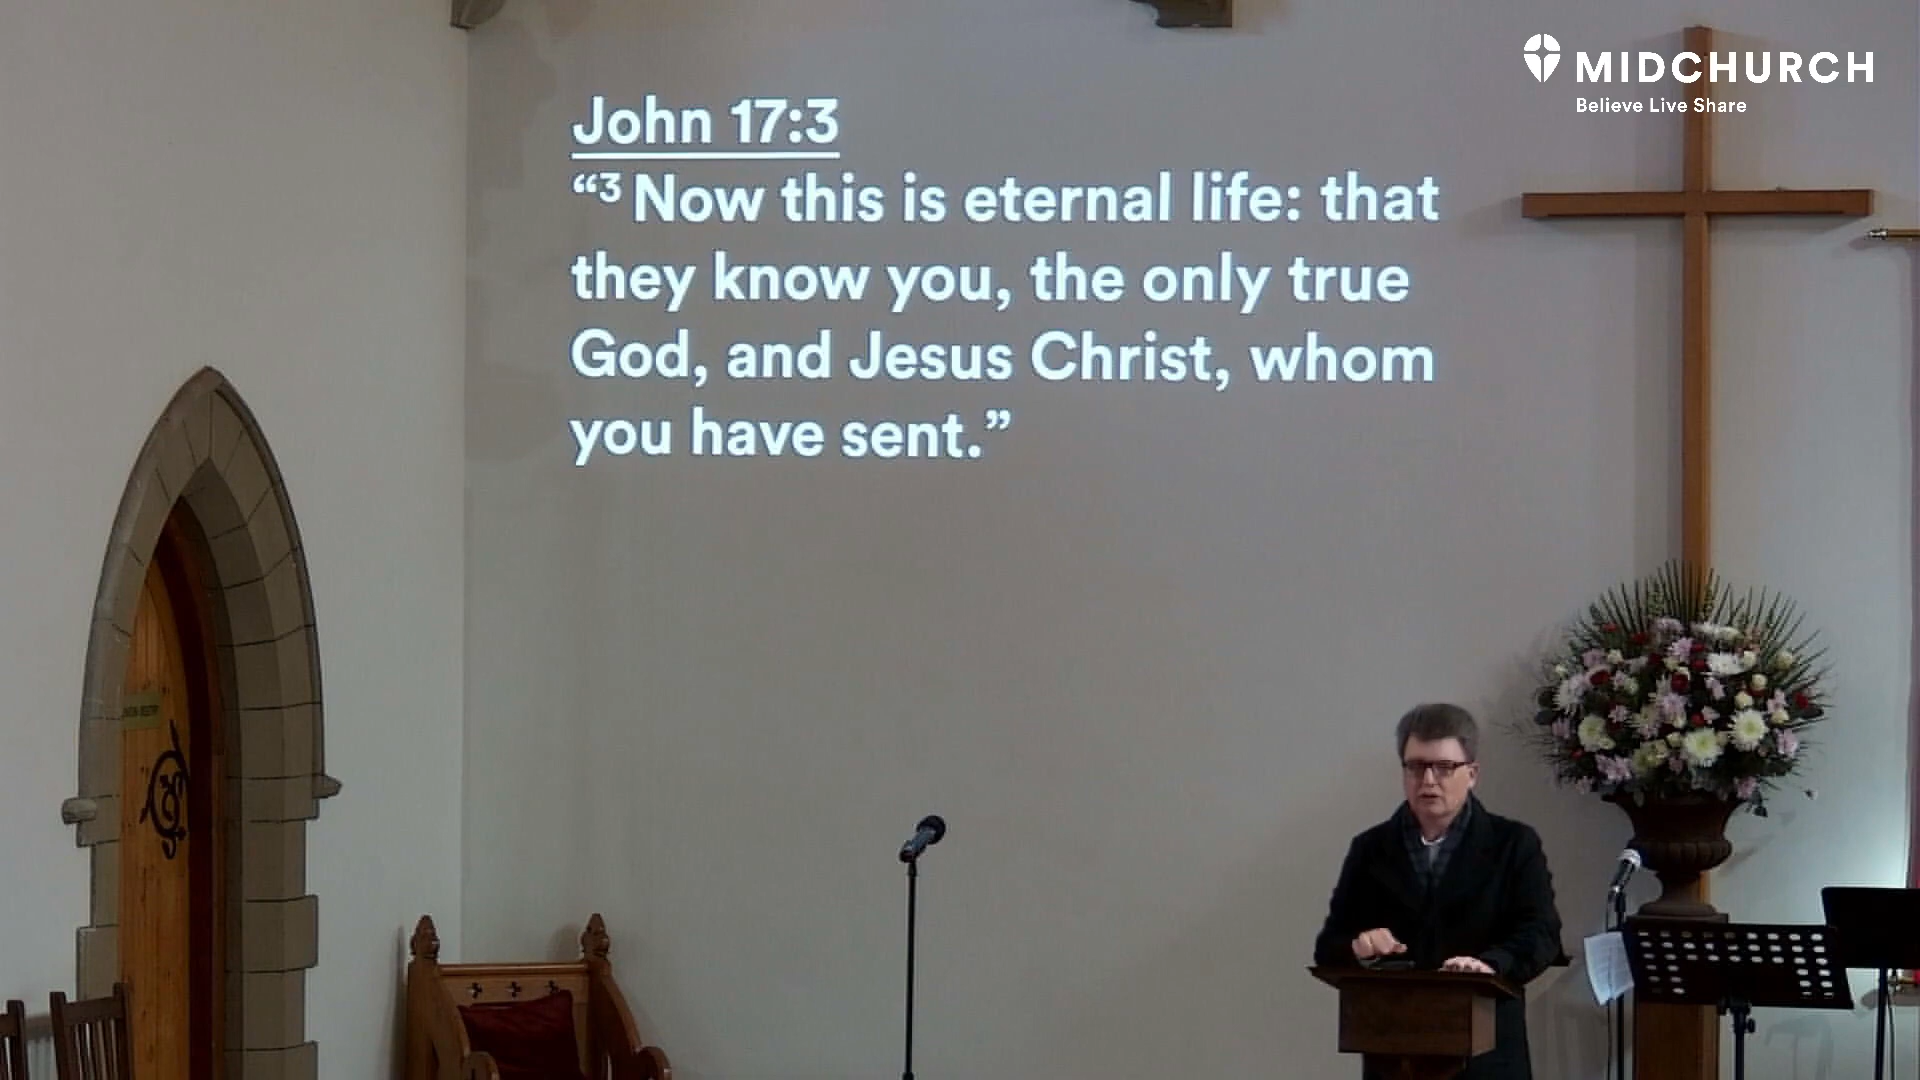 MIDCHURCH
Believe Live Share
John 17:3
“³ Now this is eternal life: that
they know you, the only true
God, and Jesus Christ, whom
you have sent.”